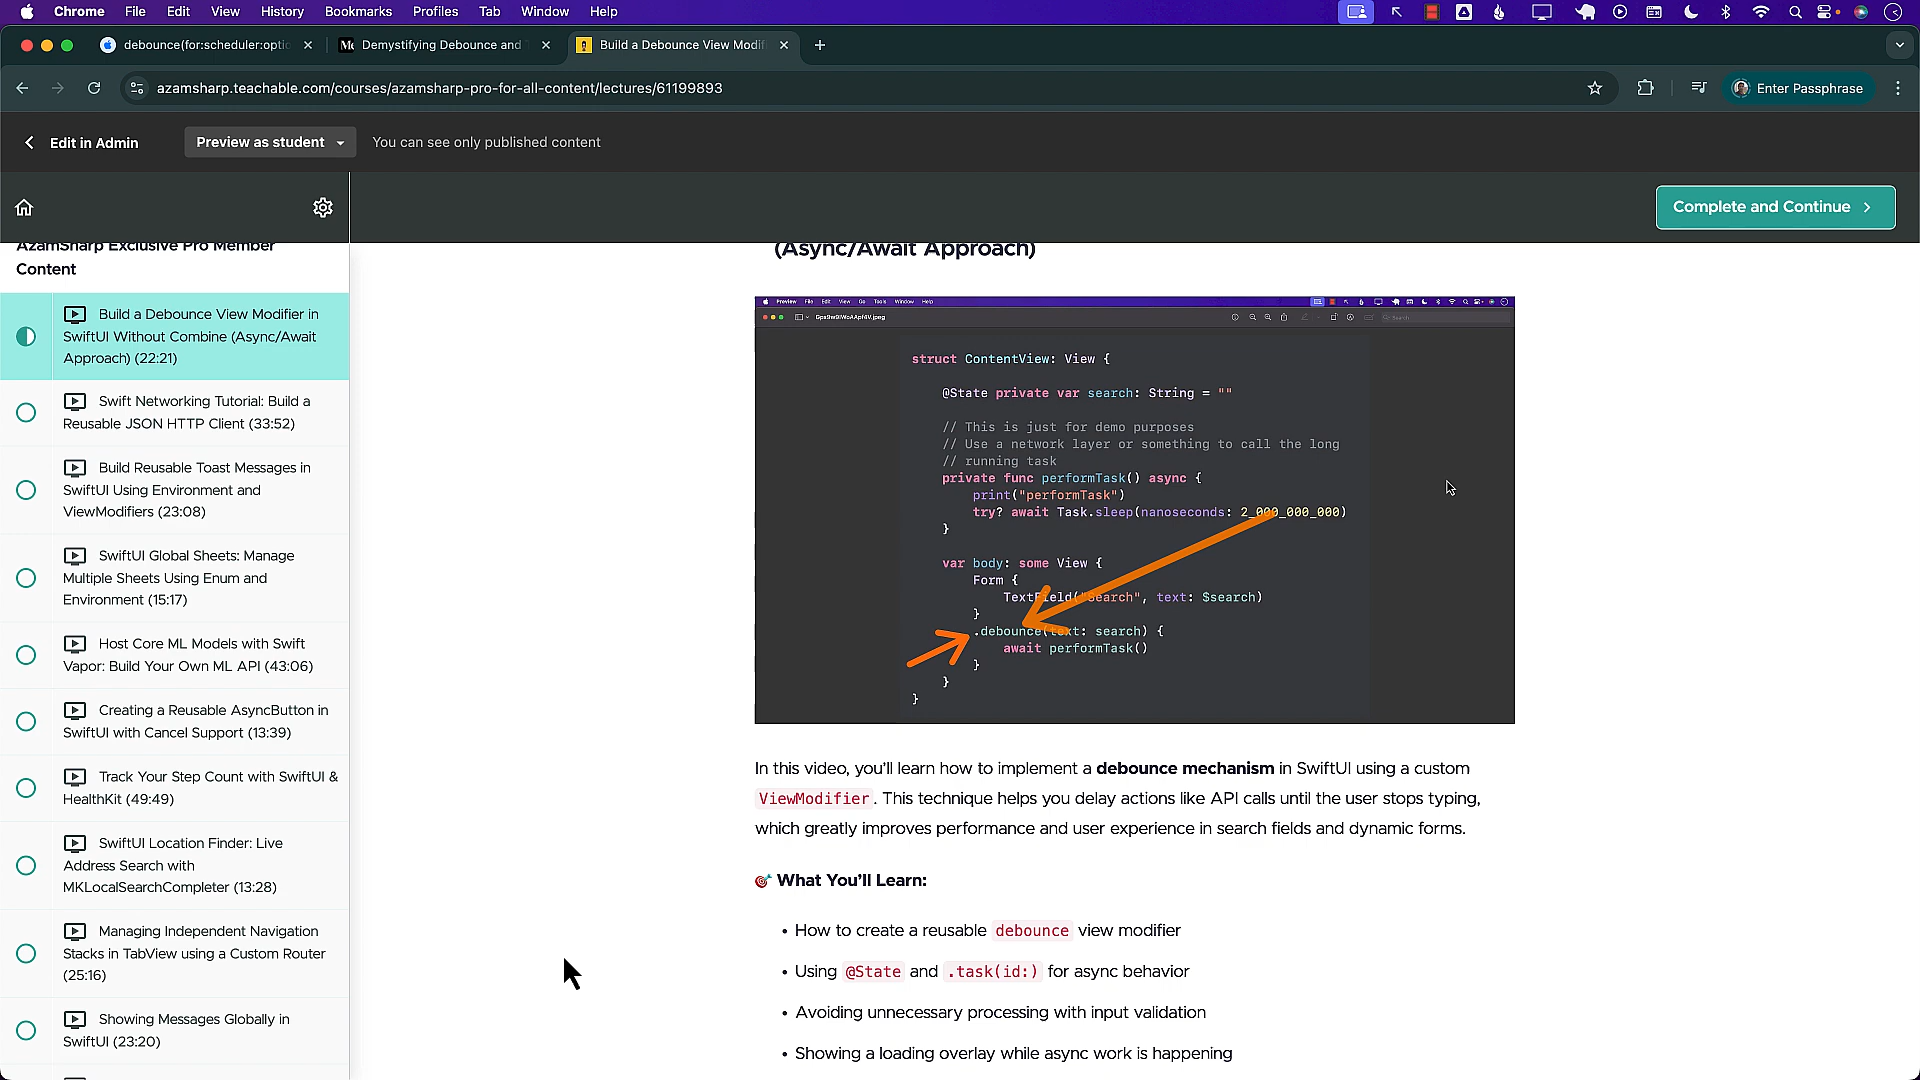 Chrome File Edit View History Bookmarks Profiles Tab Window Help
debounce(for:scheduler:optio
Demystifying Debounce and
Build a Debounce View Modif
azamsharp.teachable.com/courses/azamsharp-pro-for-all-content/lectures/61199893
Enter Passphrase
Edit in Admin
Preview as student
You can see only published content
Complete and Continue
AzamSharp Exclusive Pro Member
Content
Build a Debounce View Modifier in
SwiftUI Without Combine (Async/Await
Approach) (22:21)
Swift Networking Tutorial: Build a
Reusable JSON HTTP Client (33:52)
Build Reusable Toast Messages in
SwiftUI Using Environment and
ViewModifiers (23:08)
SwiftUI Global Sheets: Manage
Multiple Sheets Using Enum and
Environment (15:17)
Host Core ML Models with Swift
Vapor: Build Your Own ML API (43:06)
Creating a Reusable AsyncButton in
SwiftUI with Cancel Support (13:39)
Track Your Step Count with SwiftUI &
HealthKit (49:49)
SwiftUI Location Finder: Live
Address Search with
MKLocalSearchCompleter (13:28)
Managing Independent Navigation
Stacks in TabView using a Custom Router
(25:16)
Showing Messages Globally in
SwiftUI (23:20)
(Async/Await Approach)
Preview File Edit View Go Tools Window Help
Search
struct ContentView: View {
@State private var search: String = ""
// This is just for demo purposes
// Use a network layer or something to call the long
// running task
private func performTask() async {
print("performTask")
try? await Task.sleep(nanoseconds: 2_000_000_000)
}
var body: some View {
Form {
TextField("Search", text: $search)
}
.debounce(text: search) {
await performTask()
}
}
}
In this video, you’ll learn how to implement a debounce mechanism in SwiftUI using a custom
ViewModifier. This technique helps you delay actions like API calls until the user stops typing,
which greatly improves performance and user experience in search fields and dynamic forms.
🎯 What You’ll Learn:
• How to create a reusable debounce view modifier
• Using @State and .task(id:) for async behavior
• Avoiding unnecessary processing with input validation
• Showing a loading overlay while async work is happening